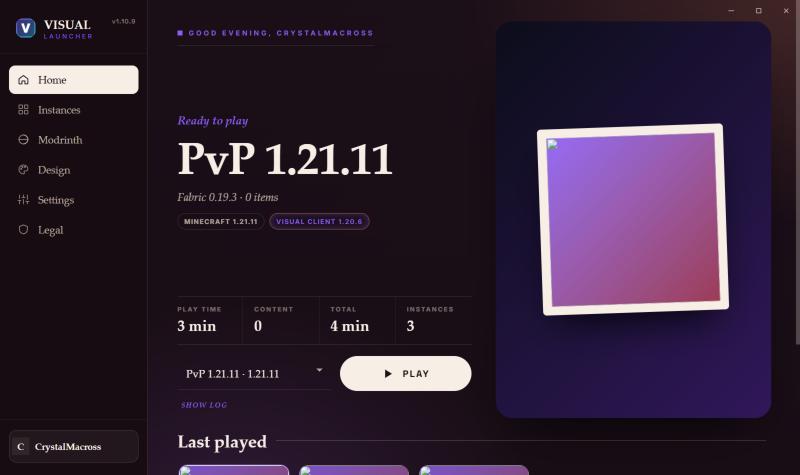 VISUAL
LAUNCHER
v1.10.9
Home
Instances
Modrinth
Design
Settings
Legal
C CrystalMacross
GOOD EVENING, CRYSTALMACROSS
Ready to play
PvP 1.21.11
Fabric 0.19.3 · 0 items
MINECRAFT 1.21.11 VISUAL CLIENT 1.20.6
PLAY TIME CONTENT TOTAL INSTANCES
3 min 0 4 min 3
PvP 1.21.11 · 1.21.11
PLAY
SHOW LOG
Last played